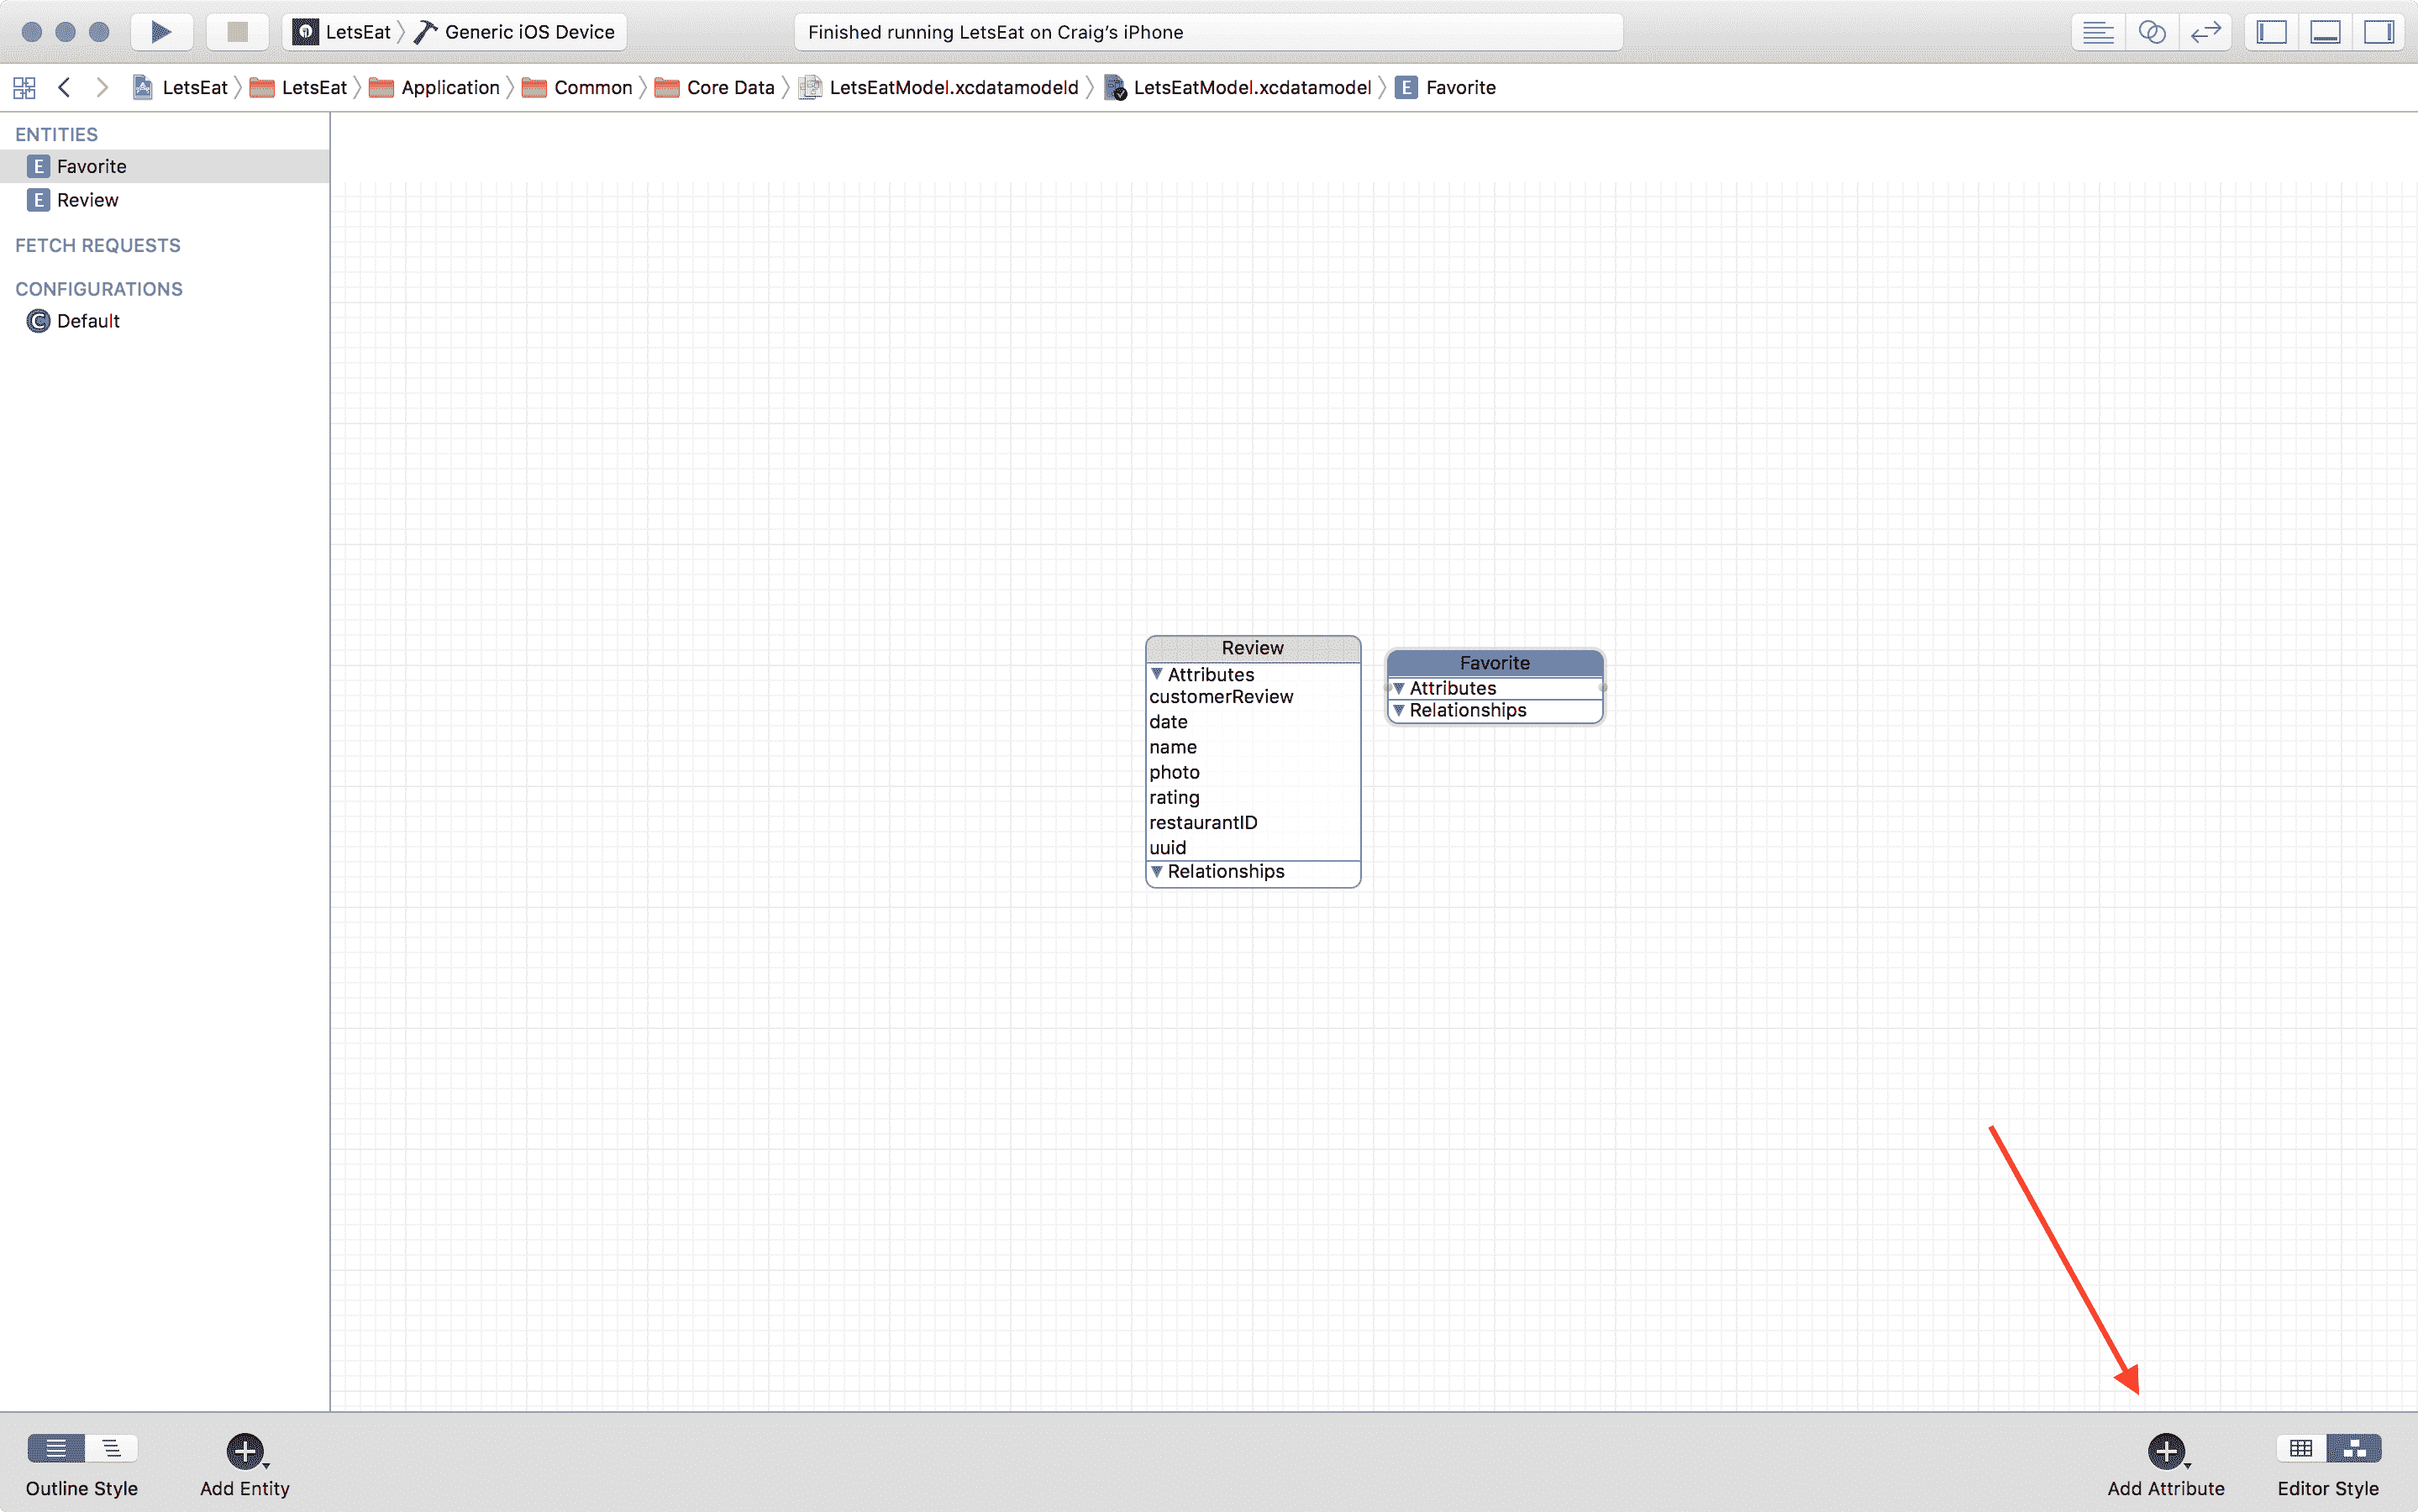 LetsEat Generic iOS Device Finished running LetsEat on Craig’s iPhone
LetsEat LetsEat Application Common Core Data LetsEatModel.xcdatamodeld LetsEatModel.xcdatamodel E Favorite
ENTITIES
E Favorite
E Review
FETCH REQUESTS
CONFIGURATIONS
C Default
Review
Attributes
customerReview
date
name
photo
rating
restaurantID
uuid
Relationships
Favorite
Attributes
Relationships
Outline Style Add Entity Add Attribute Editor Style